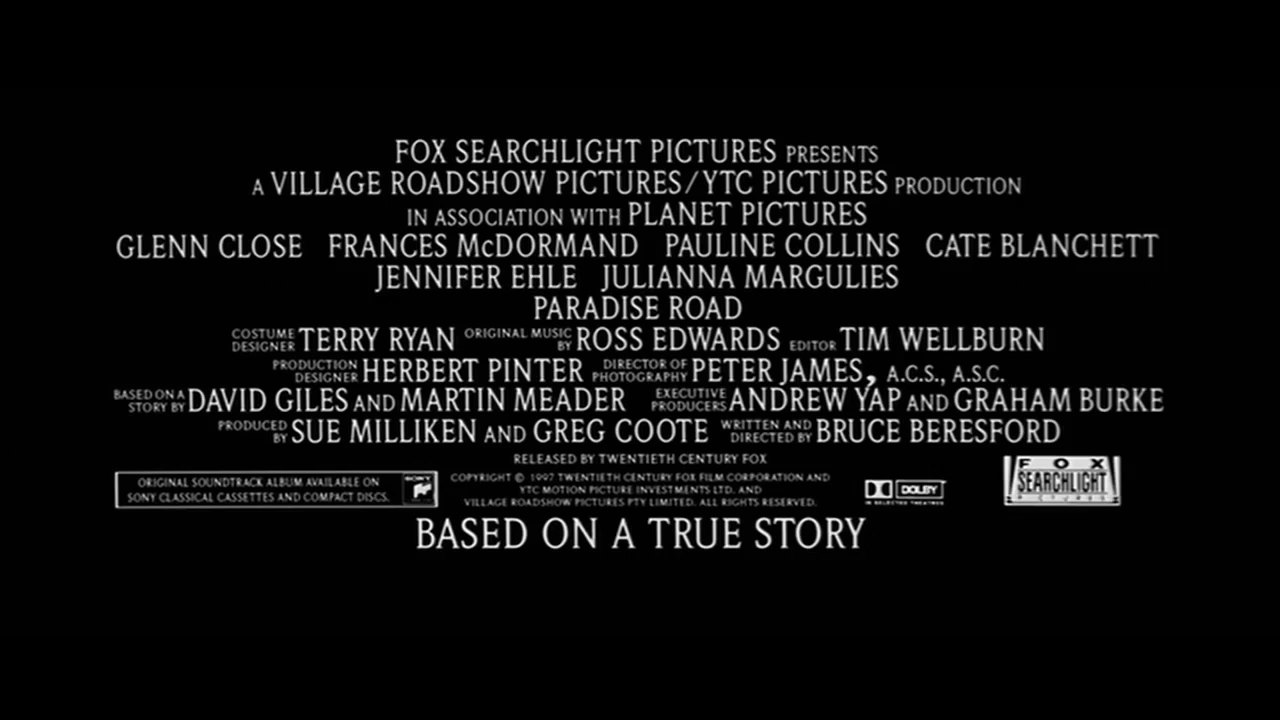 FOX SEARCHLIGHT PICTURES PRESENTS
A VILLAGE ROADSHOW PICTURES/YTC PICTURES PRODUCTION
IN ASSOCIATION WITH PLANET PICTURES
GLENN CLOSE FRANCES McDORMAND PAULINE COLLINS CATE BLANCHETT
JENNIFER EHLE JULIANNA MARGULIES
PARADISE ROAD
COSTUME DESIGNER TERRY RYAN ORIGINAL MUSIC BY ROSS EDWARDS EDITOR TIM WELLBURN
PRODUCTION DESIGNER HERBERT PINTER DIRECTOR OF PHOTOGRAPHY PETER JAMES, A.C.S., A.S.C.
BASED ON A STORY BY DAVID GILES AND MARTIN MEADER EXECUTIVE PRODUCERS ANDREW YAP AND GRAHAM BURKE
PRODUCED BY SUE MILLIKEN AND GREG COOTE WRITTEN AND DIRECTED BY BRUCE BERESFORD
RELEASED BY TWENTIETH CENTURY FOX
ORIGINAL SOUNDTRACK ALBUM AVAILABLE ON
SONY CLASSICAL CASSETTES AND COMPACT DISCS.
SONY
COPYRIGHT © 1997 TWENTIETH CENTURY FOX FILM CORPORATION AND
YTC MOTION PICTURE INVESTMENTS LTD. AND
VILLAGE ROADSHOW PICTURES PTY LIMITED. ALL RIGHTS RESERVED.
DOLBY
IN SELECTED THEATRES
FOX
SEARCHLIGHT
PICTURES
BASED ON A TRUE STORY